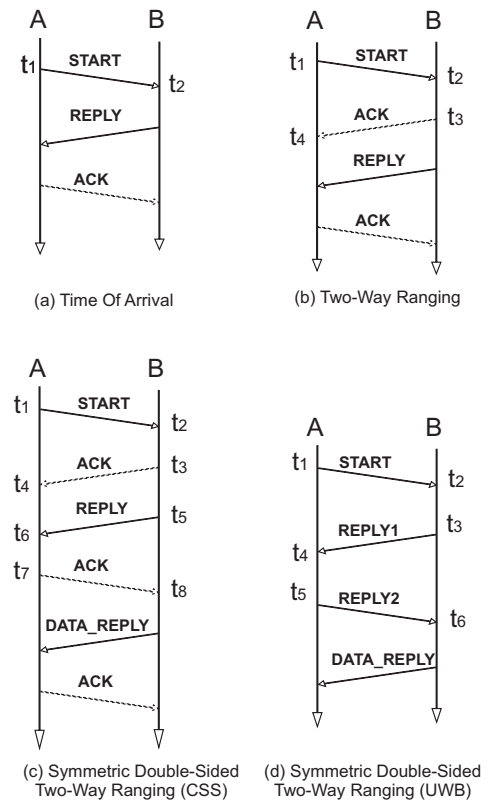 A B
t1 START
t2
REPLY
ACK
(a) Time Of Arrival
A B
t1 START
t2
ACK t3
t4
REPLY
ACK
(b) Two-Way Ranging
A B
t1 START
t2
ACK t3
t4
REPLY t5
t6
t7 ACK
t8
DATA_REPLY
ACK
(c) Symmetric Double-Sided
Two-Way Ranging (CSS)
A B
t1 START
t2
REPLY1 t3
t4
t5 REPLY2
t6
DATA_REPLY
(d) Symmetric Double-Sided
Two-Way Ranging (UWB)